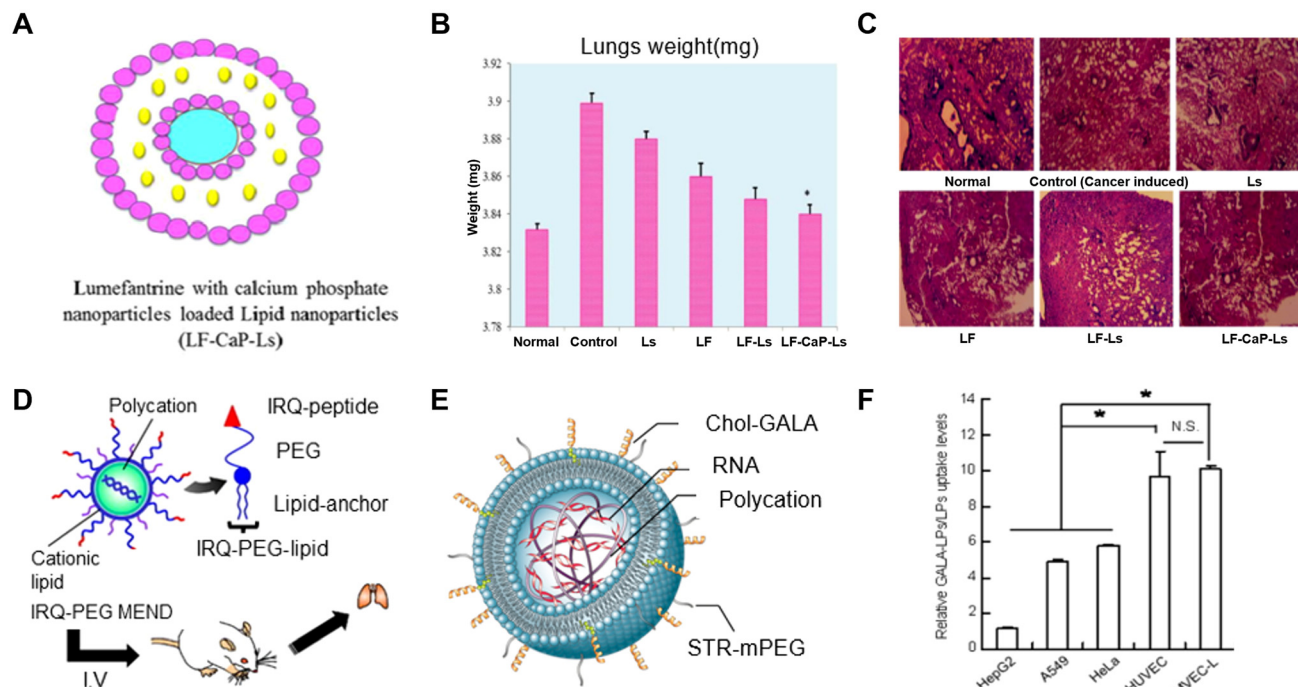 A
Lumefantrine with calcium phosphate
nanoparticles loaded Lipid nanoparticles
(LF-CaP-Ls)
B
Lungs weight(mg)
Weight (mg)
3.92
3.9
3.88
3.86
3.84
3.82
3.8
3.78
*
Normal Control Ls LF LF-Ls LF-CaP-Ls
C
Normal Control (Cancer induced) Ls
LF LF-Ls LF-CaP-Ls
D
Polycation
IRQ-peptide
PEG
Lipid-anchor
IRQ-PEG-lipid
Cationic
lipid
IRQ-PEG MEND
I.V
E
Chol-GALA
RNA
Polycation
STR-mPEG
F
Relative GALA-LPs/LPs uptake levels
14
12
10
8
6
4
2
0
*
*
N.S.
HepG2 A549 HeLa HUVEC MVEC-L